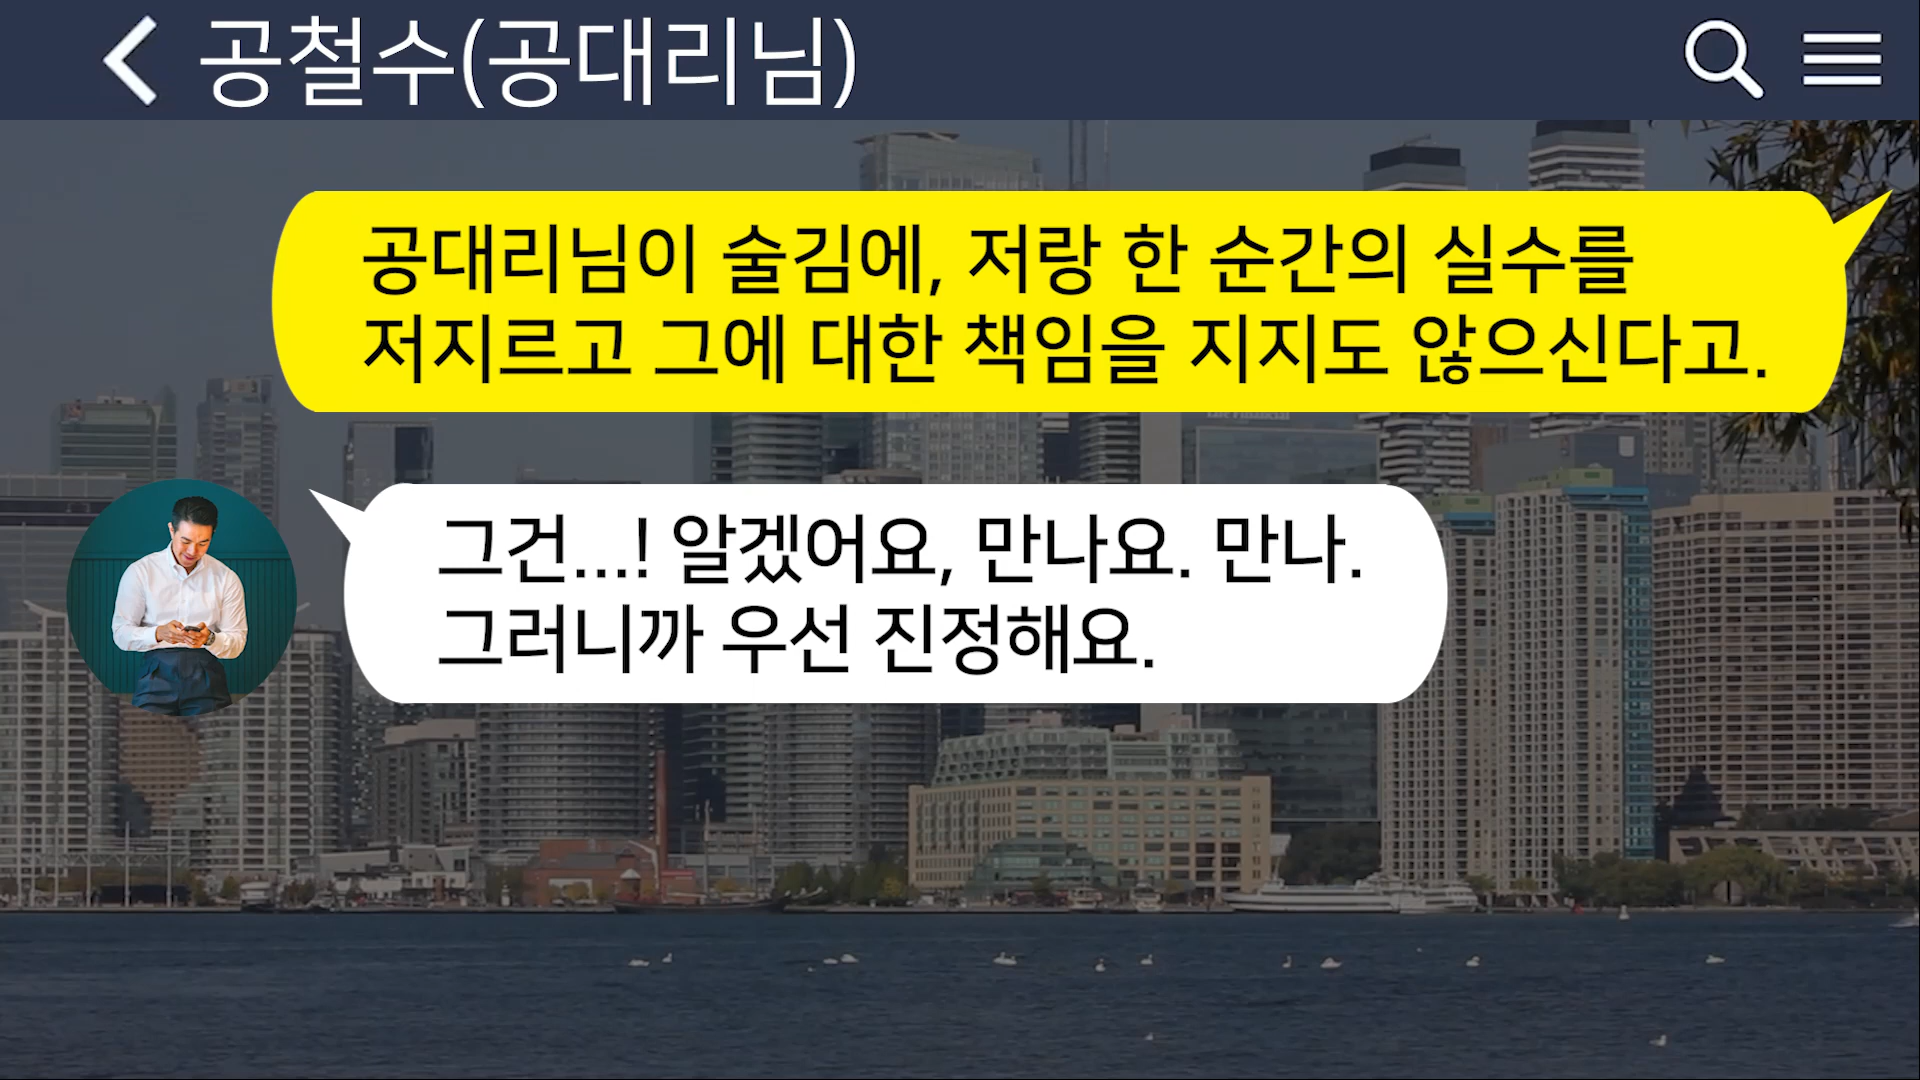 공철수(공대리님)
공대리님이 술김에, 저랑 한 순간의 실수를
저지르고 그에 대한 책임을 지지도 않으신다고.
그건...! 알겠어요, 만나요. 만나.
그러니까 우선 진정해요.